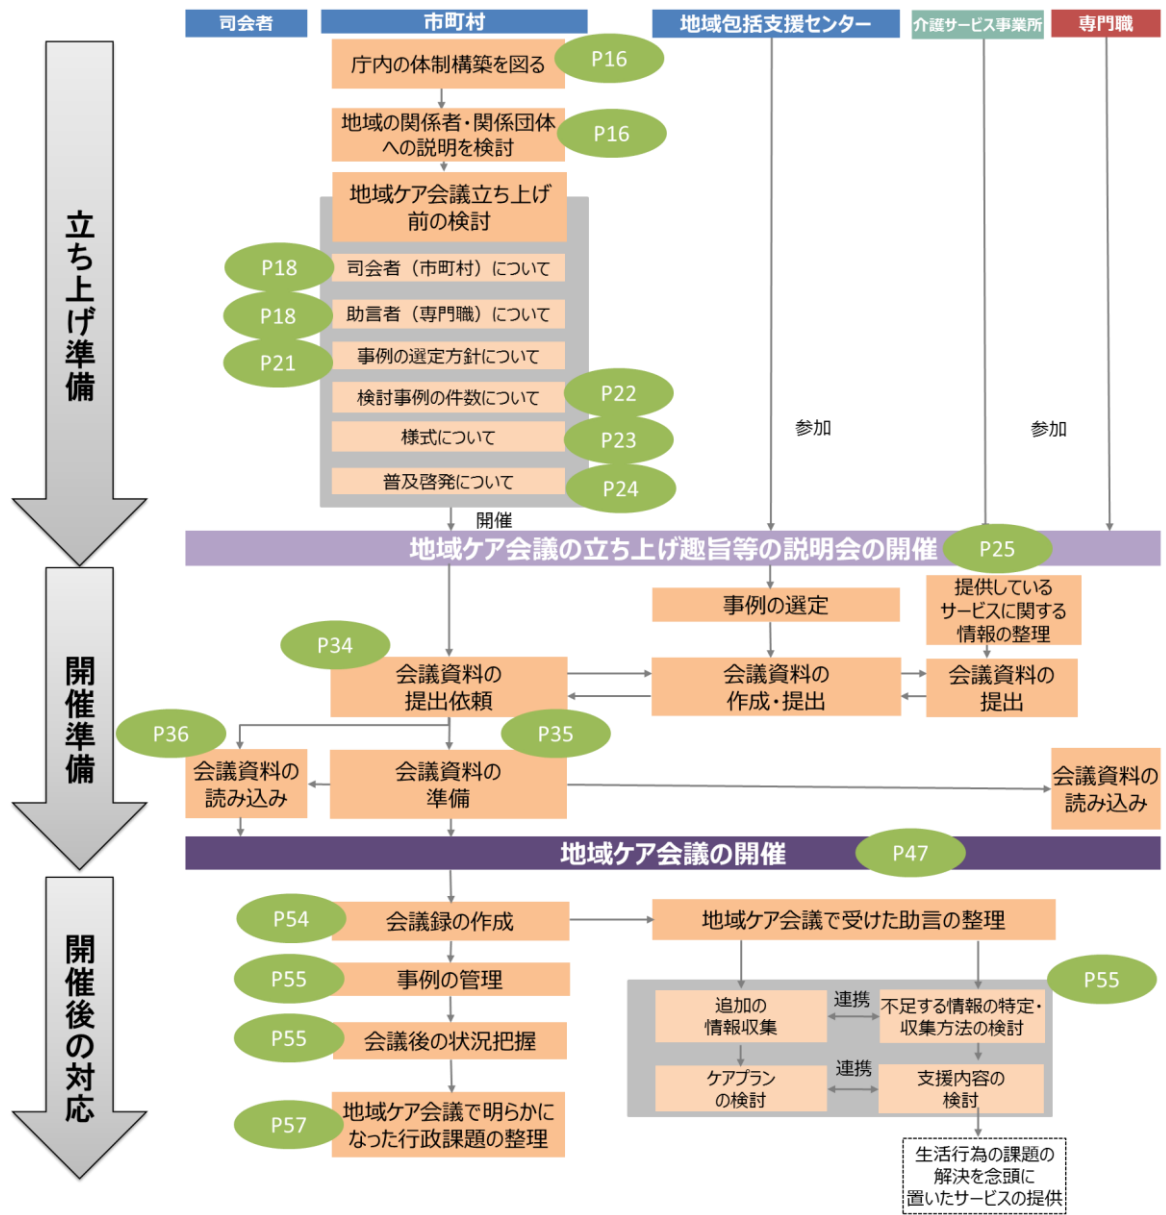 司会者
市町村
地域包括支援センター
介護サービス事業所
専門職
立ち上げ準備
庁内の体制構築を図る
P16
地域の関係者・関係団体
への説明を検討
P16
地域ケア会議立ち上げ
前の検討
P18
司会者（市町村）について
P18
助言者（専門職）について
P21
事例の選定方針について
検討事例の件数について
P22
様式について
P23
普及啓発について
P24
参加
参加
開催
地域ケア会議の立ち上げ趣旨等の説明会の開催
P25
開催準備
事例の選定
提供している
サービスに関する
情報の整理
P34
会議資料の
提出依頼
会議資料の
作成・提出
会議資料の
提出
P36
P35
会議資料の
読み込み
会議資料の
準備
会議資料の
読み込み
地域ケア会議の開催
P47
開催後の対応
P54
会議録の作成
地域ケア会議で受けた助言の整理
P55
事例の管理
P55
追加の
情報収集
連携
不足する情報の特定・
収集方法の検討
P55
会議後の状況把握
ケアプラン
の検討
連携
支援内容の
検討
P57
地域ケア会議で明らかに
なった行政課題の整理
生活行為の課題の
解決を念頭に
置いたサービスの提供